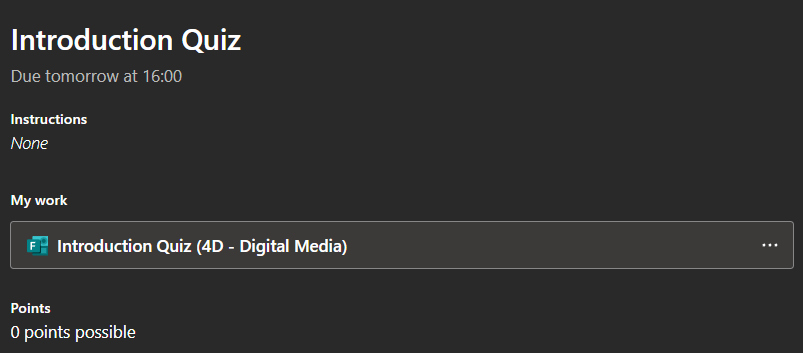 Introduction Quiz
Due tomorrow at 16:00
Instructions
None
My work
F Introduction Quiz (4D - Digital Media)
Points
0 points possible